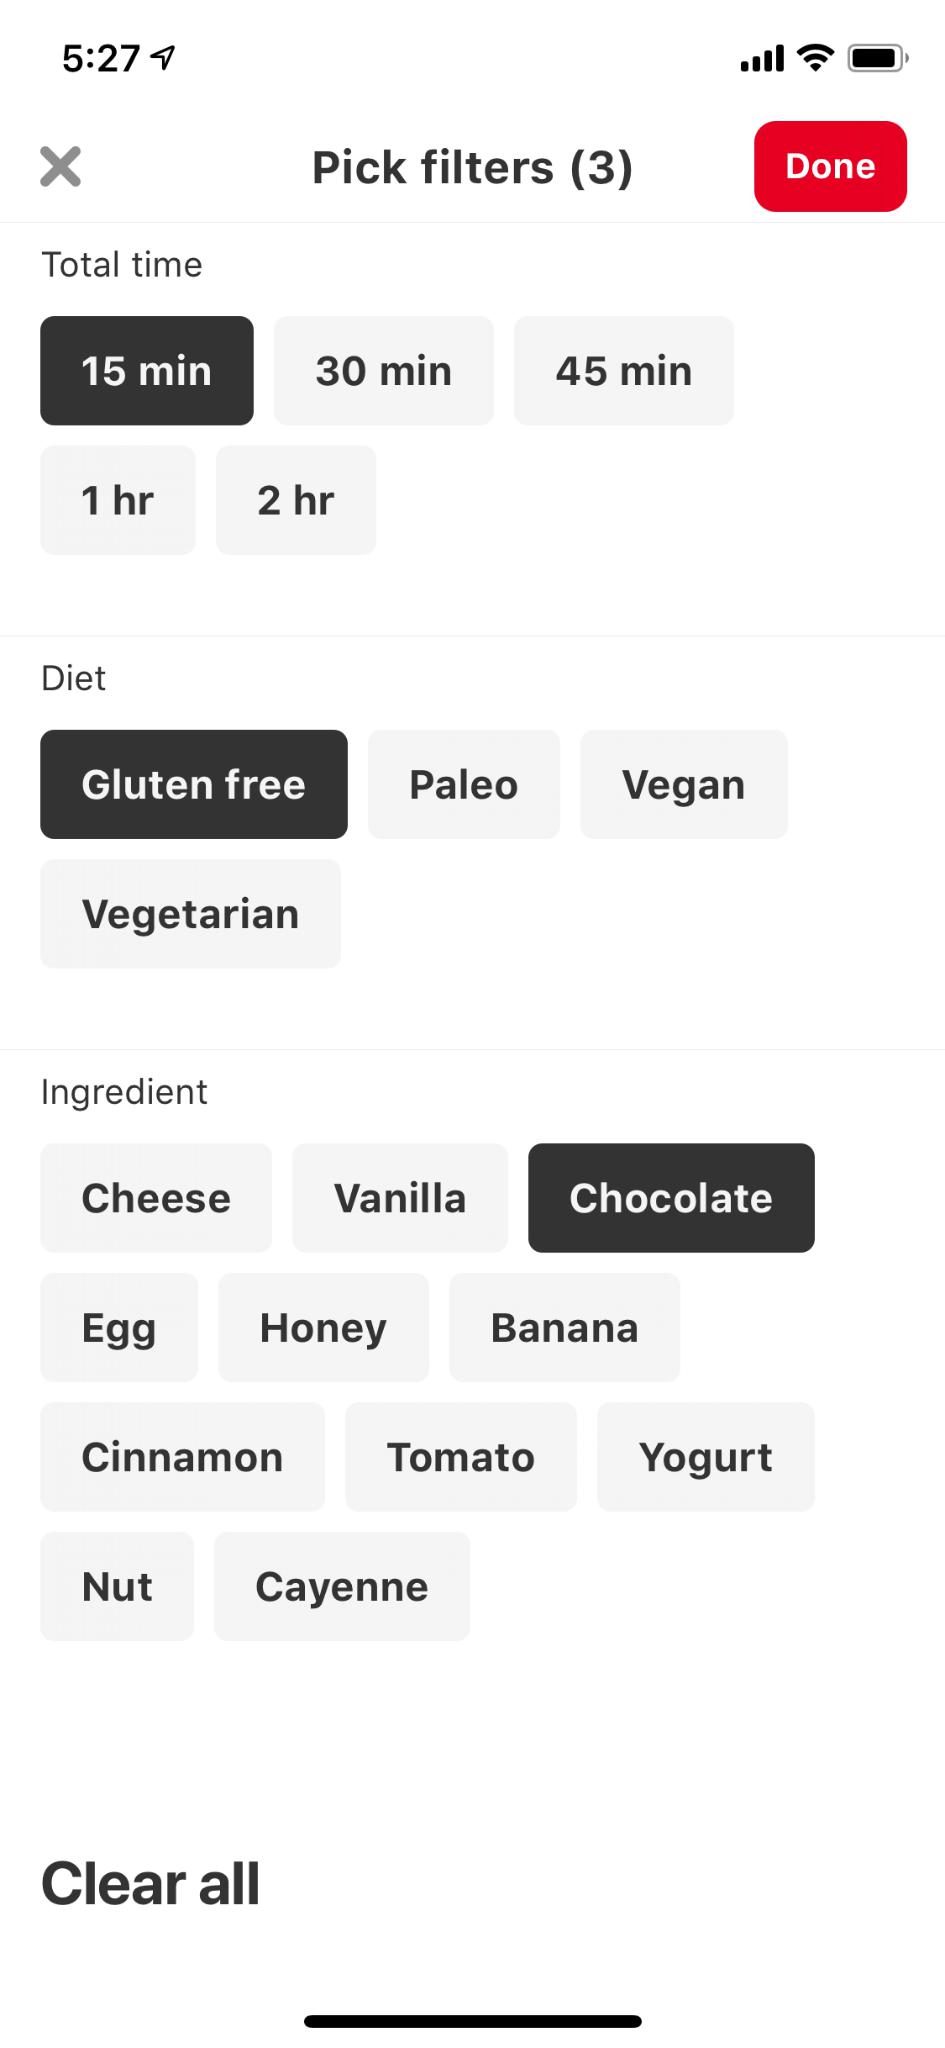 5:27
Pick filters (3)
Done
Total time
15 min
30 min
45 min
1 hr
2 hr
Diet
Gluten free
Paleo
Vegan
Vegetarian
Ingredient
Cheese
Vanilla
Chocolate
Egg
Honey
Banana
Cinnamon
Tomato
Yogurt
Nut
Cayenne
Clear all